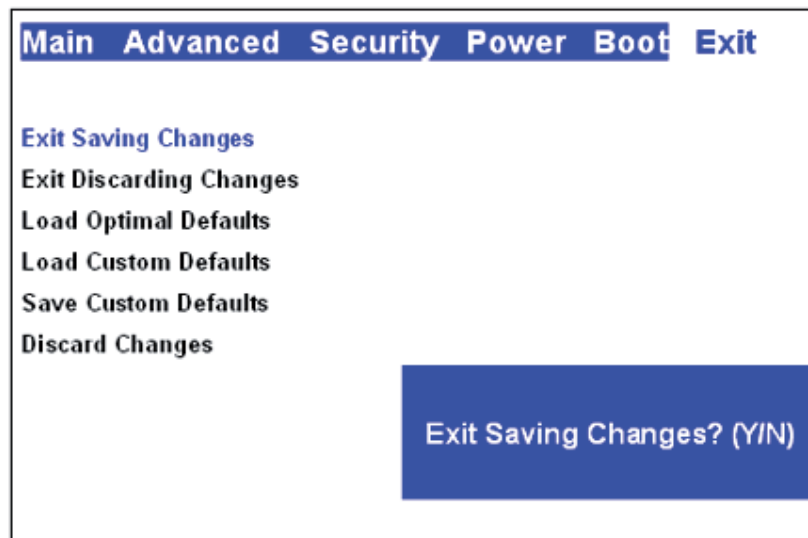 Main Advanced Security Power Boot Exit
Exit Saving Changes
Exit Discarding Changes
Load Optimal Defaults
Load Custom Defaults
Save Custom Defaults
Discard Changes
Exit Saving Changes? (Y/N)